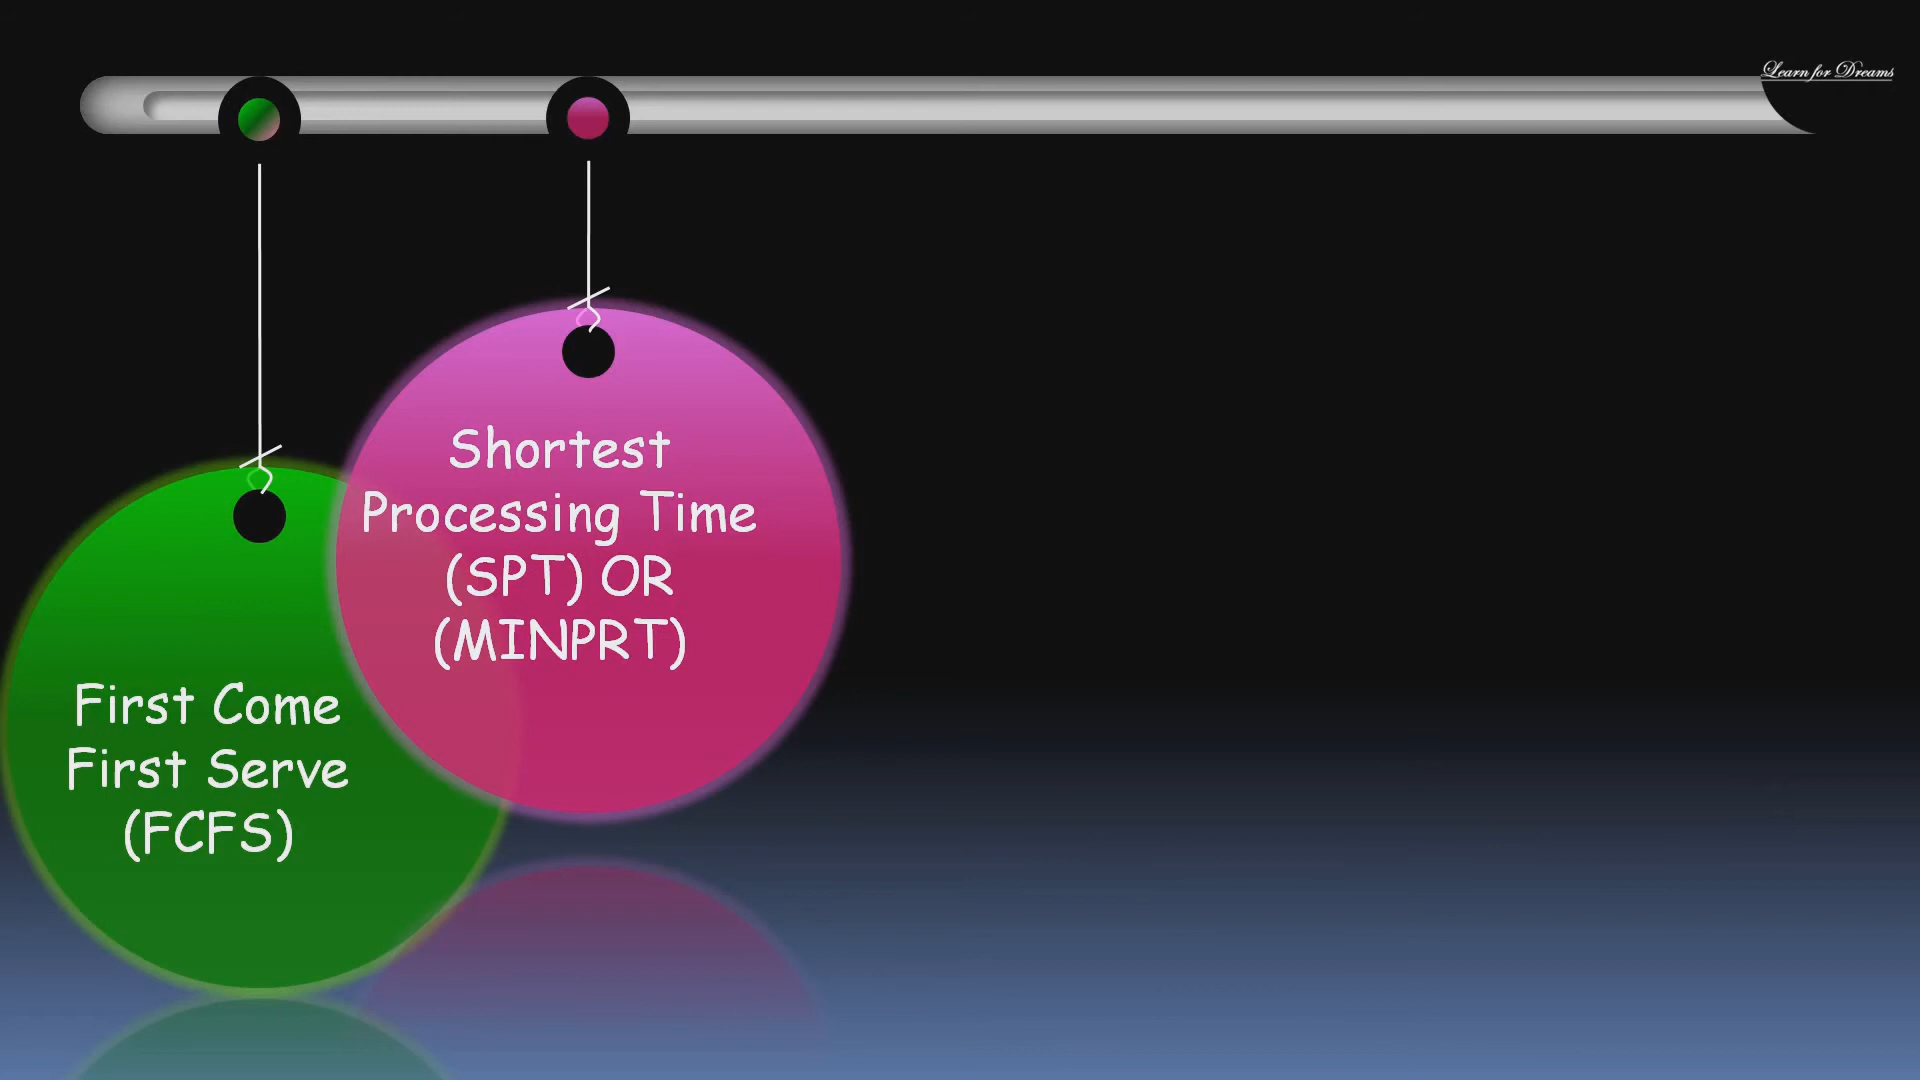 Learn for Dreams
Shortest
Processing Time
(SPT) OR
(MINPRT)
First Come
First Serve
(FCFS)